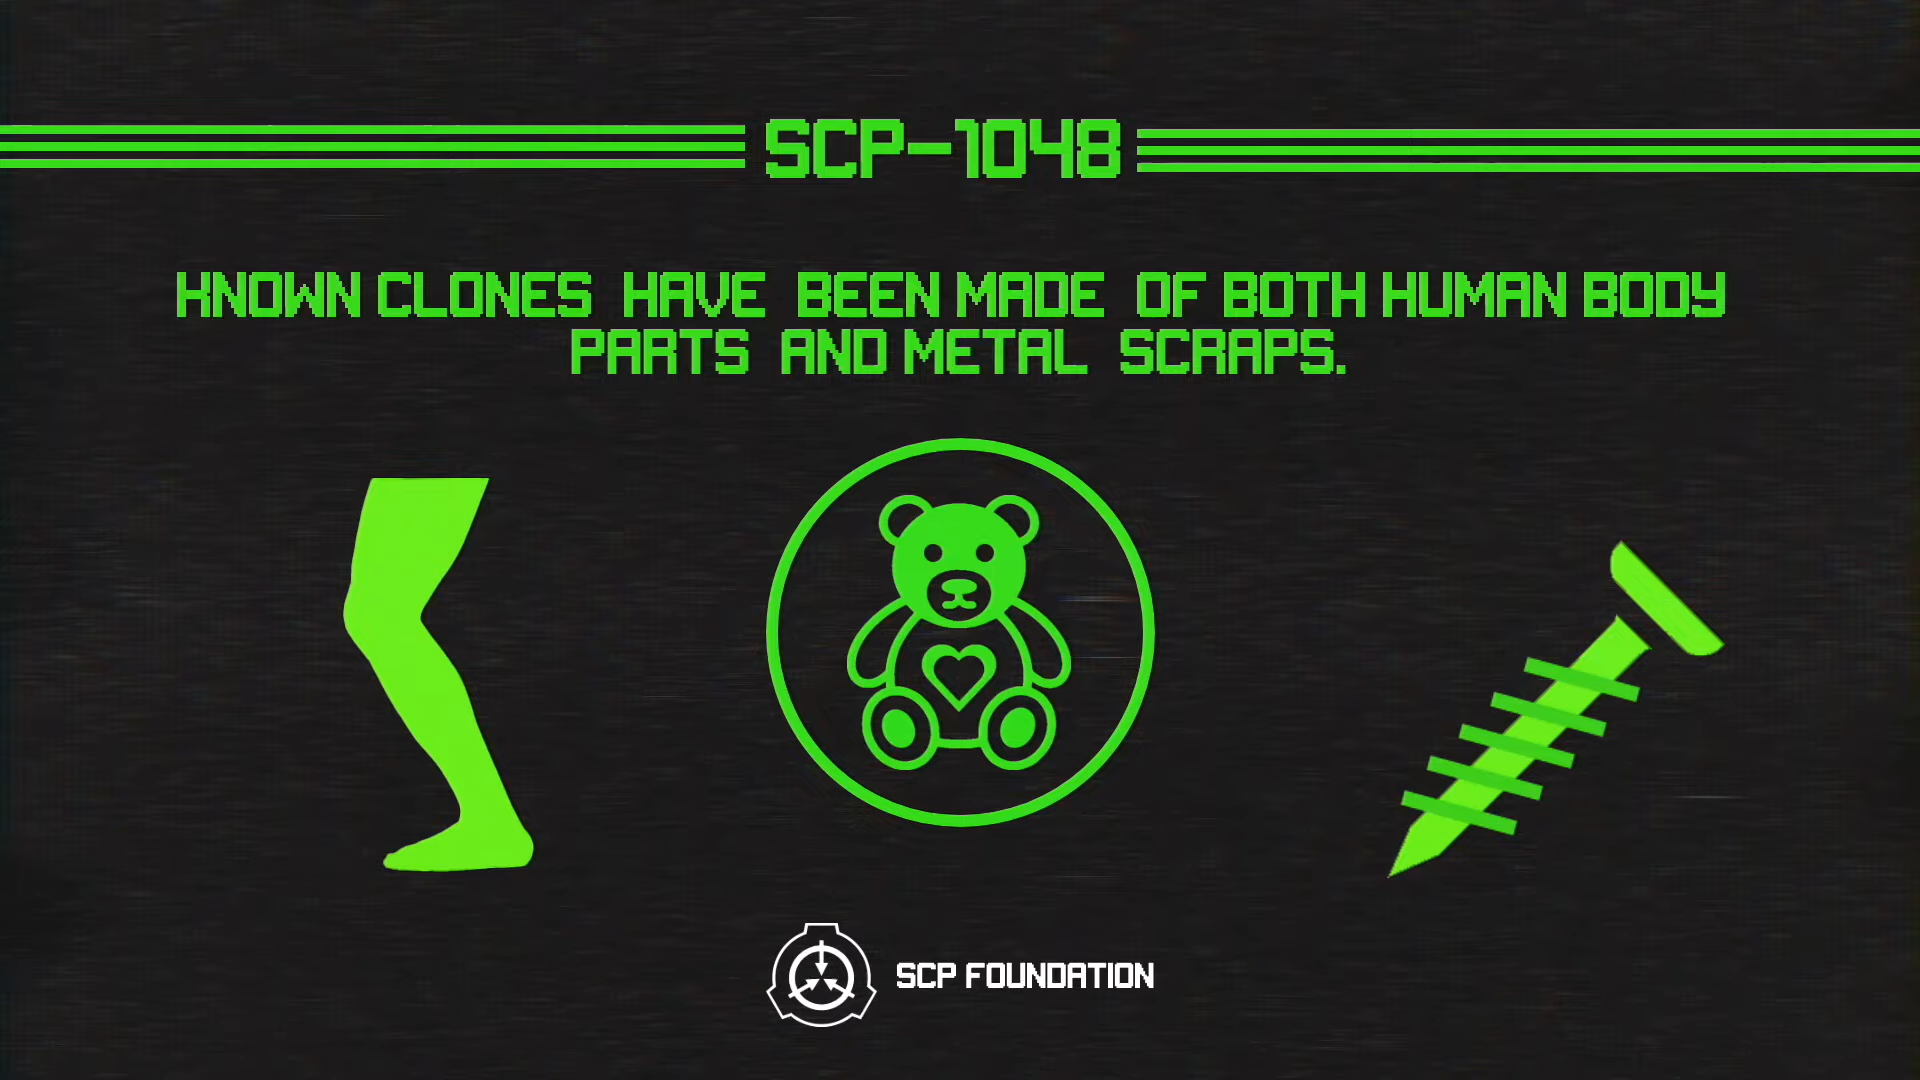 SCP-1048
KNOWN CLONES HAVE BEEN MADE OF BOTH HUMAN BODY
PARTS AND METAL SCRAPS.
SCP FOUNDATION